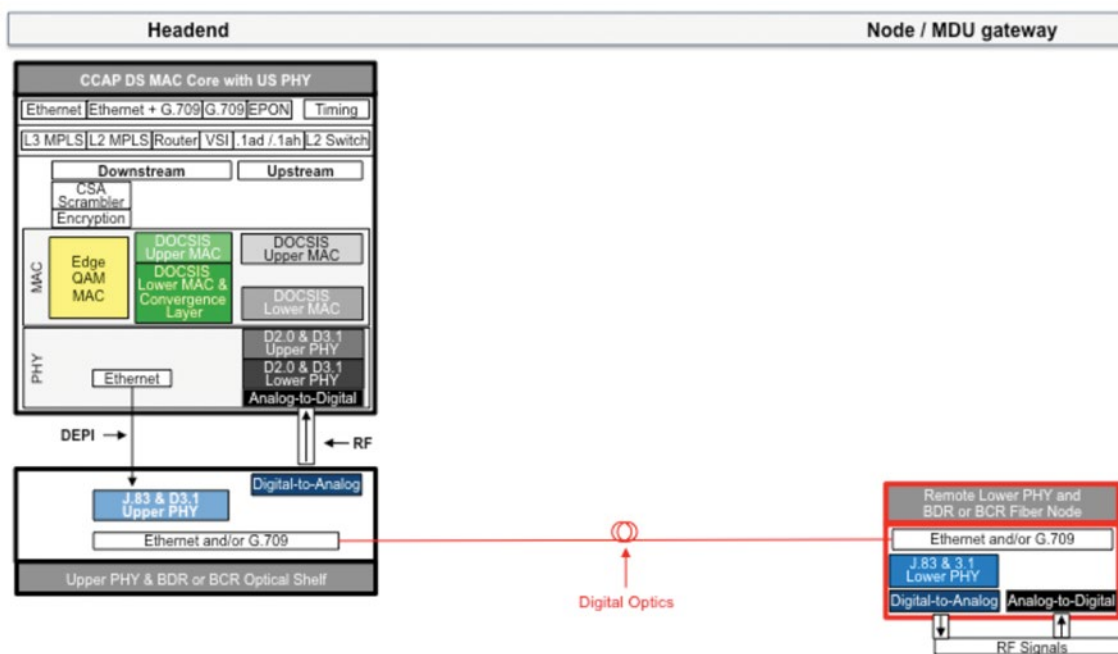 Headend
Node / MDU gateway
CCAP DS MAC Core with US PHY
Ethernet
Ethernet + G.709
G.709
EPON
Timing
L3 MPLS
L2 MPLS
Router
VSI
.1ad /.1ah
L2 Switch
Downstream
Upstream
CSA
Scrambler
Encryption
MAC
Edge
QAM
MAC
DOCSIS
Upper MAC
DOCSIS
Lower MAC &
Convergence
Layer
DOCSIS
Upper MAC
DOCSIS
Lower MAC
PHY
D2.0 & D3.1
Upper PHY
D2.0 & D3.1
Lower PHY
Ethernet
Analog-to-Digital
DEPI
RF
Digital-to-Analog
J.83 & D3.1
Upper PHY
Ethernet and/or G.709
Upper PHY & BDR or BCR Optical Shelf
Digital Optics
Remote Lower PHY and
BDR or BCR Fiber Node
Ethernet and/or G.709
J.83 & 3.1
Lower PHY
Digital-to-Analog
Analog-to-Digital
RF Signals